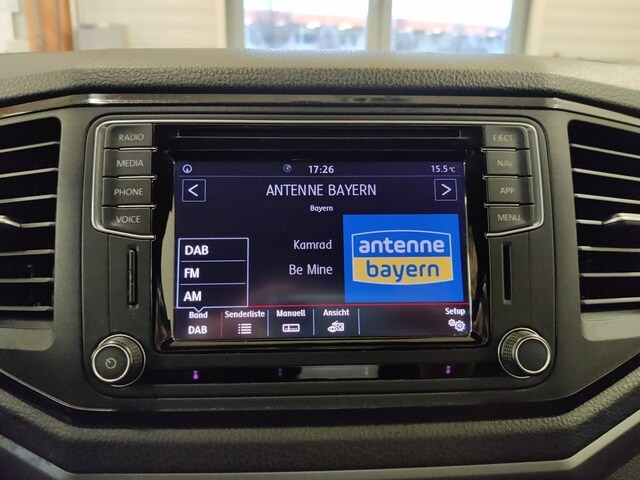 RADIO
MEDIA
PHONE
VOICE
EJECT
NAV
APP
MENU
17:26
15.5°C
< ANTENNE BAYERN >
Bayern
DAB
FM
AM
Kamrad
Be Mine
antenne
bayern
Band
DAB
Senderliste
Manuell
Ansicht
Setup